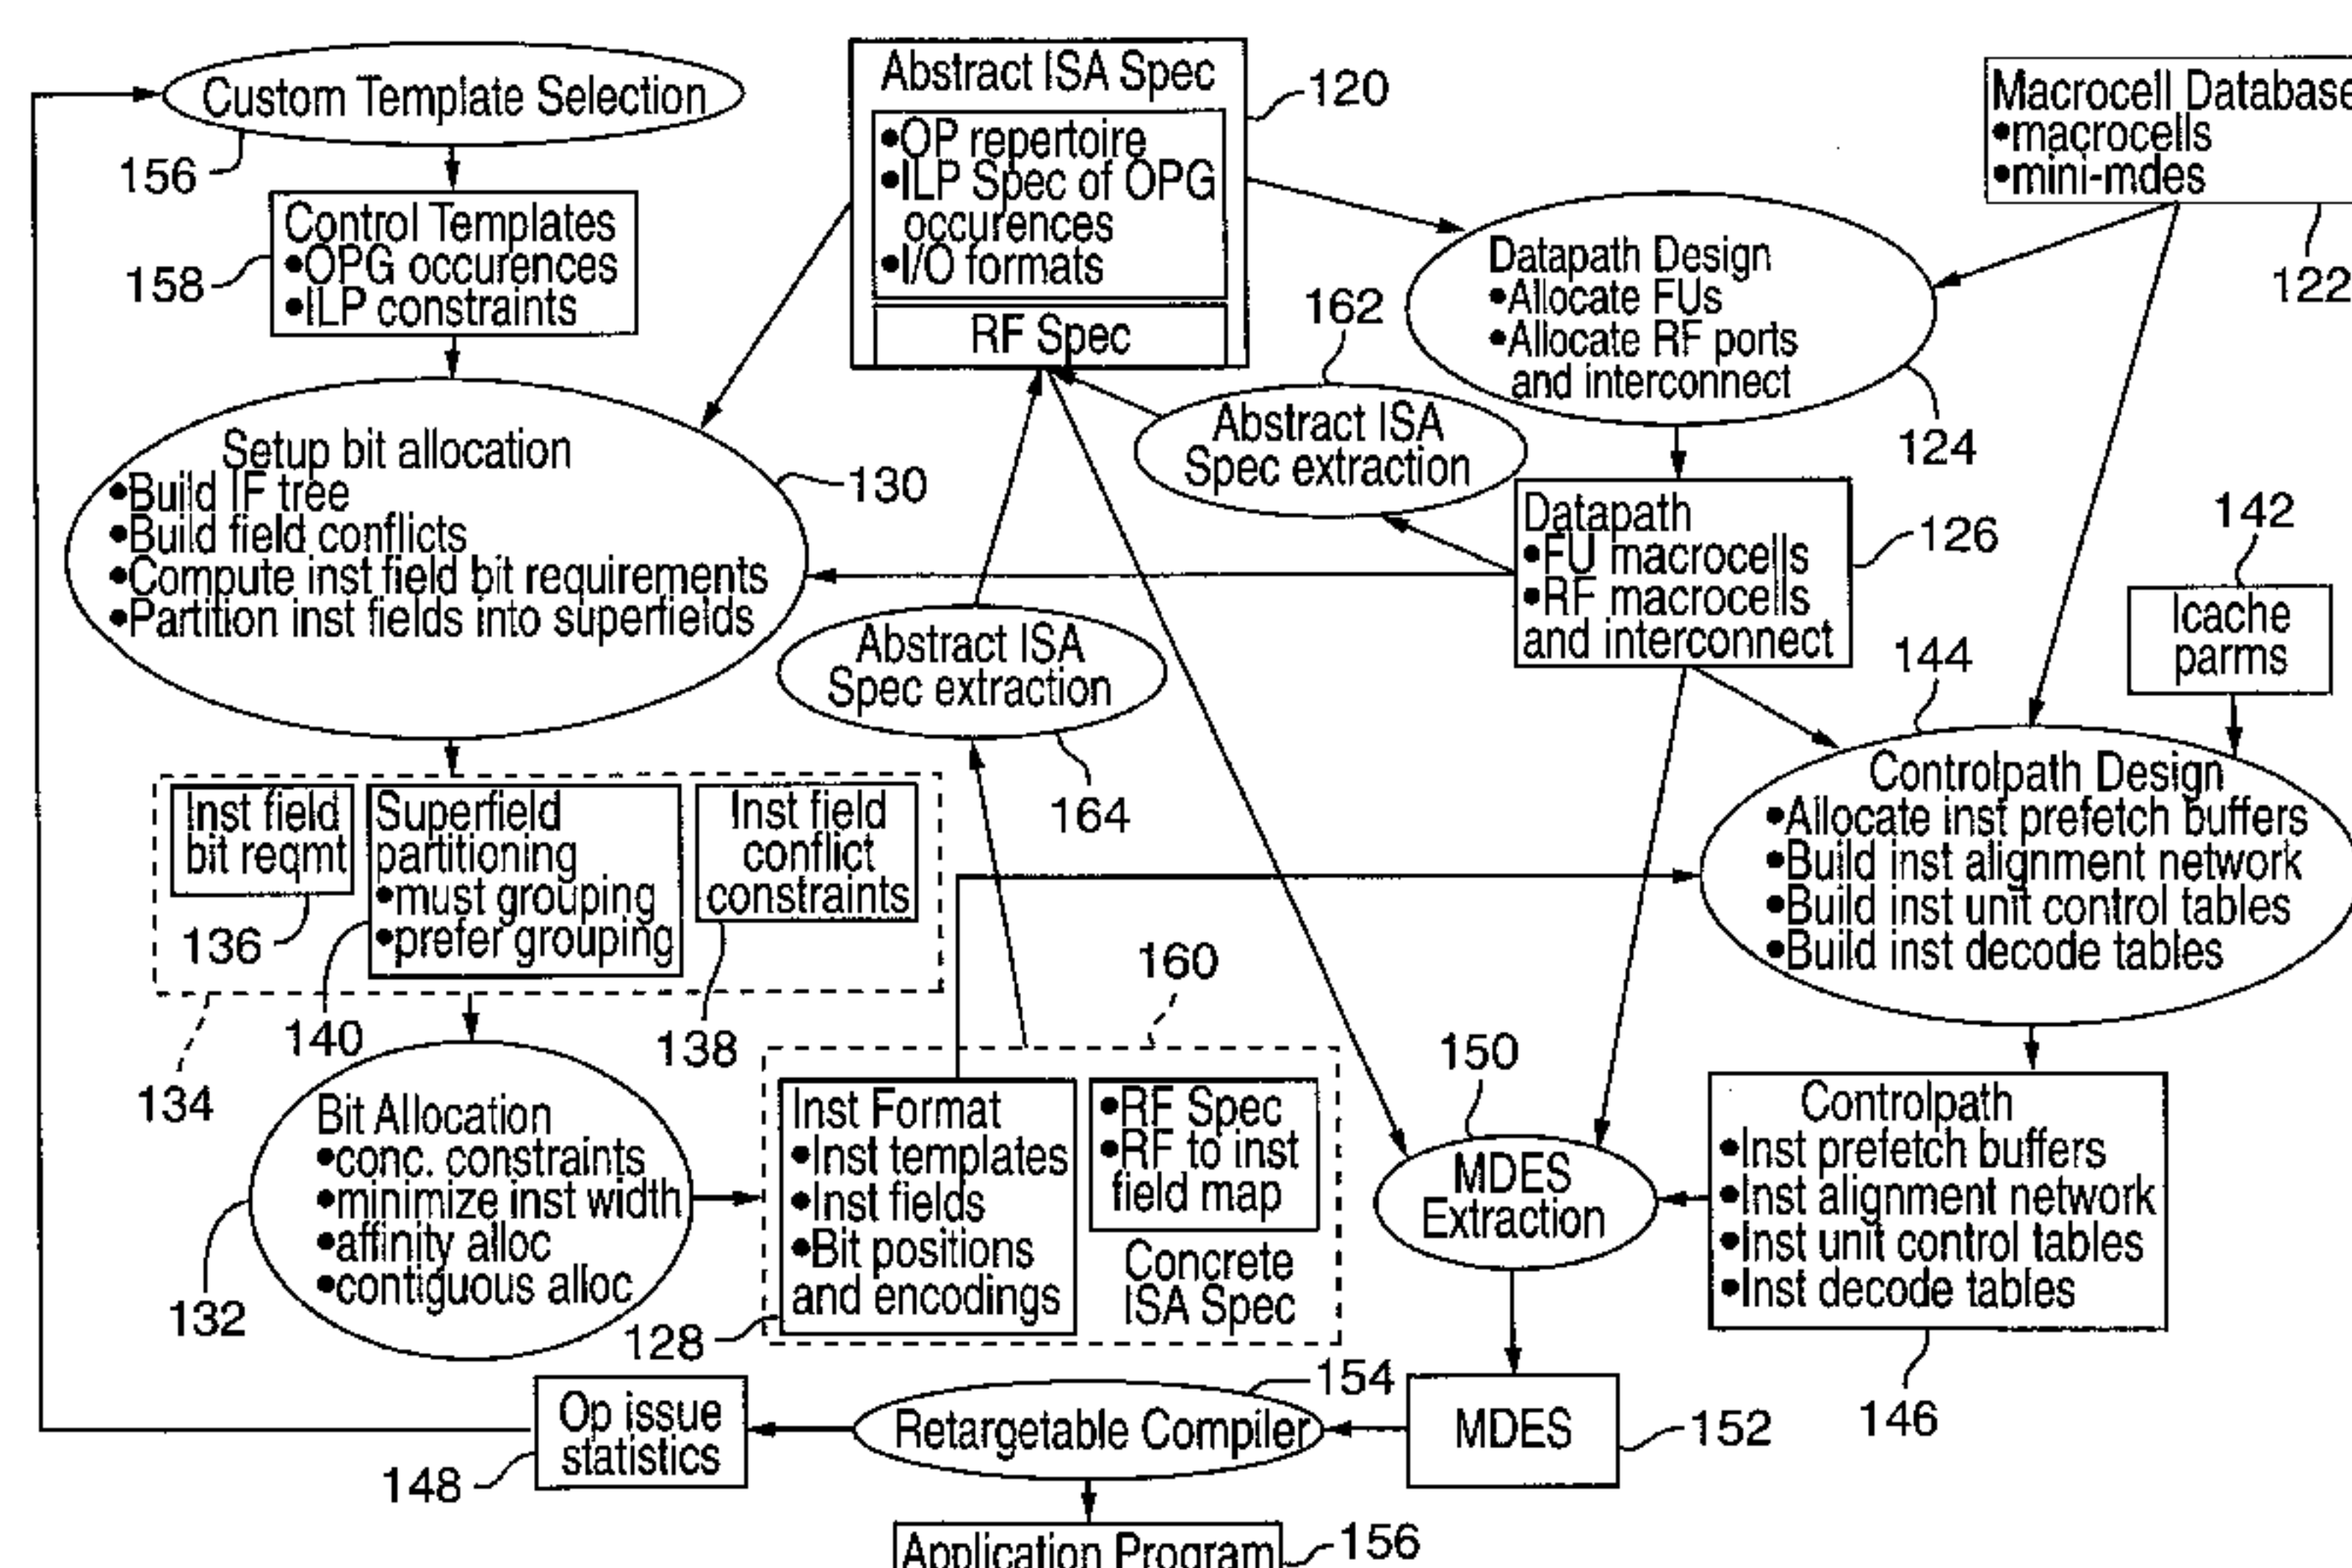 Custom Template Selection
156
Control Templates
•OPG occurences
•ILP constraints
158
Abstract ISA Spec
•OP repertoire
•ILP Spec of OPG
occurences
•I/O formats
RF Spec
120
Macrocell Database
•macrocells
•mini-mdes
122
Datapath Design
•Allocate FUs
•Allocate RF ports
and interconnect
124
162
Abstract ISA
Spec extraction
Setup bit allocation
•Build IF tree
•Build field conflicts
•Compute inst field bit requirements
•Partition inst fields into superfields
130
Datapath
•FU macrocells
•RF macrocells
and interconnect
126
142
Icache
parms
Abstract ISA
Spec extraction
164
144
Controlpath Design
•Allocate inst prefetch buffers
•Build inst alignment network
•Build inst unit control tables
•Build inst decode tables
Inst field
bit reqmt
136
Superfield
partitioning
•must grouping
•prefer grouping
140
Inst field
conflict
constraints
138
134
160
Bit Allocation
•conc. constraints
•minimize inst width
•affinity alloc
•contiguous alloc
132
Inst Format
•Inst templates
•Inst fields
•Bit positions
and encodings
128
•RF Spec
•RF to inst
field map
Concrete
ISA Spec
150
MDES
Extraction
Controlpath
•Inst prefetch buffers
•Inst alignment network
•Inst unit control tables
•Inst decode tables
146
Op issue
statistics
148
154
Retargetable Compiler
MDES
152
Application Program
156